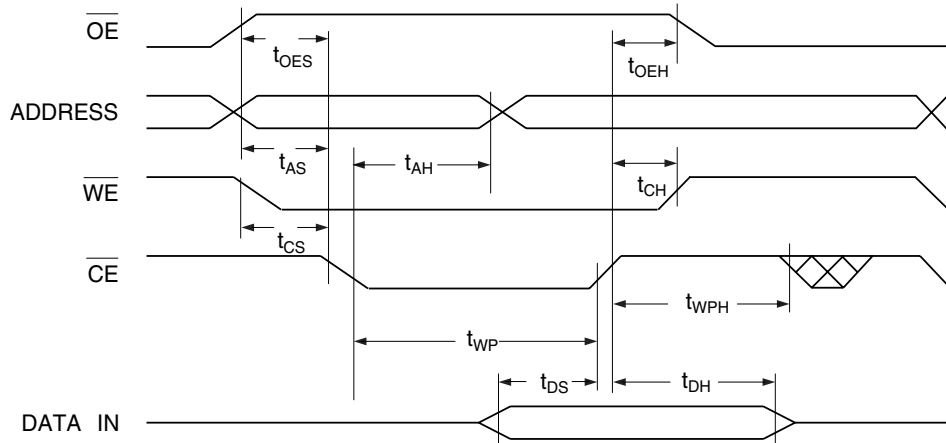 OE
tOES
tOEH
ADDRESS
tAS
tAH
WE
tCH
tCS
CE
tWPH
tWP
tDS
tDH
DATA IN